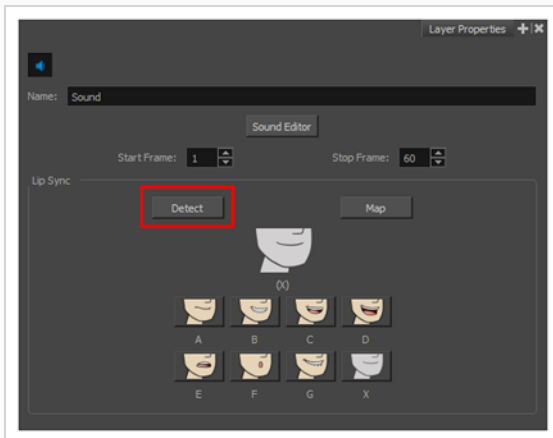 Layer Properties
Name: Sound
Sound Editor
Start Frame: 1 Stop Frame: 60
Lip Sync
Detect Map
(X)
A B C D
E F G X